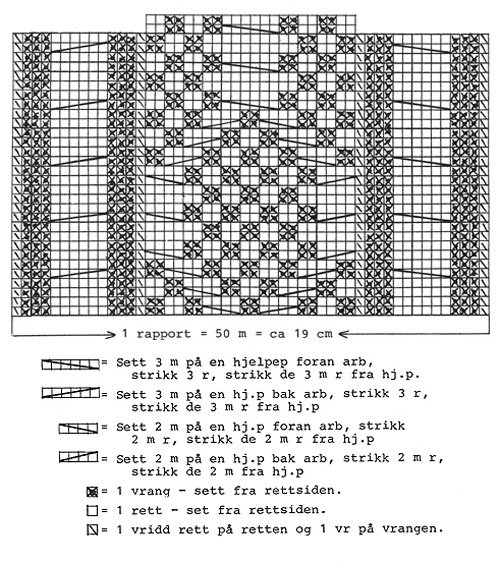 1 rapport = 50 m = ca 19 cm
= Sett 3 m på en hjelpep foran arb,
strikk 3 r, strikk de 3 m r fra hj.p.
= Sett 3 m på en hj.p bak arb, strikk 3 r,
strikk de 3 m r fra hj.p
= Sett 2 m på en hj.p foran arb, strikk
2 m r, strikk de 2 m r fra hj.p
= Sett 2 m på en hj.p bak arb, strikk 2 m r,
strikk de 2 m fra hj.p
= 1 vrang - sett fra rettsiden.
= 1 rett - set fra rettsiden.
= 1 vridd rett på retten og 1 vr på vrangen.